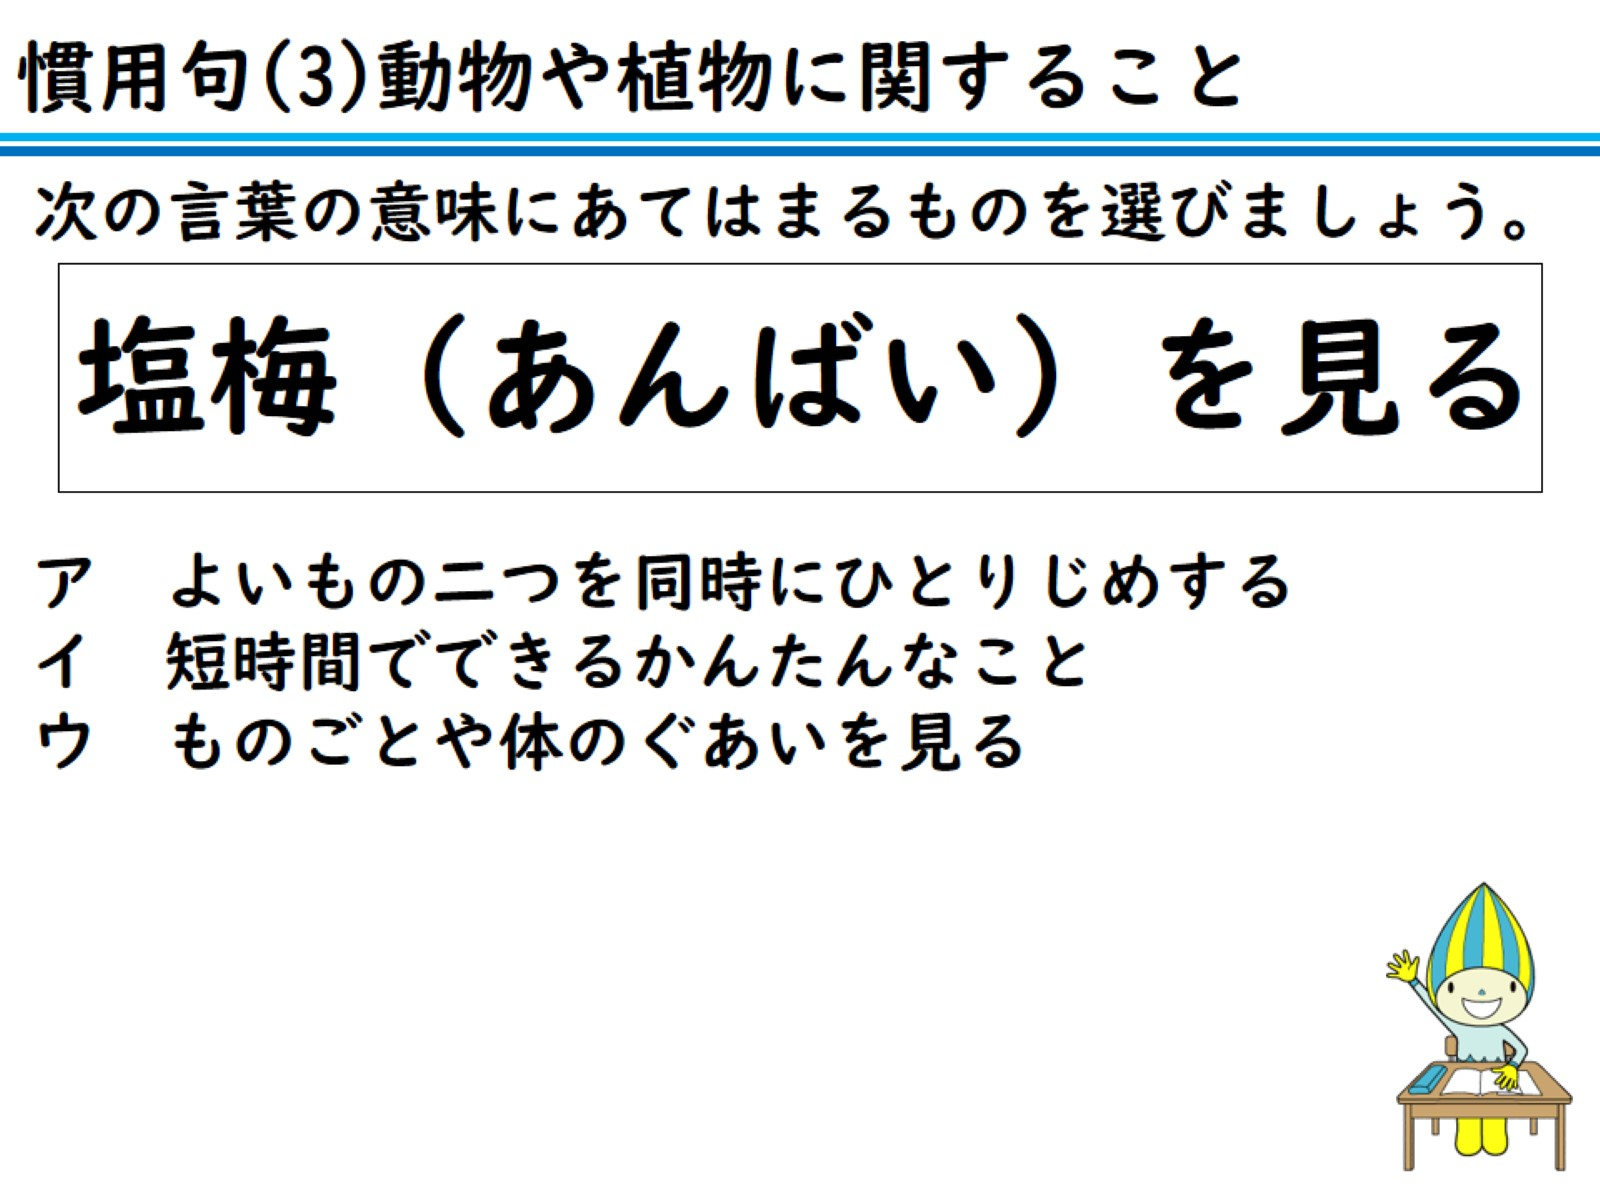 慣用句(3)動物や植物に関すること
次の言葉の意味にあてはまるものを選びましょう。
塩梅（あんばい）を見る
ア　よいもの二つを同時にひとりじめする
イ　短時間でできるかんたんなこと
ウ　ものごとや体のぐあいを見る